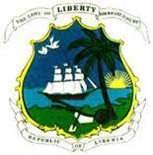 THE LOVE OF LIBERTY BROUGHT US HERE
REPUBLIC OF LIBERIA